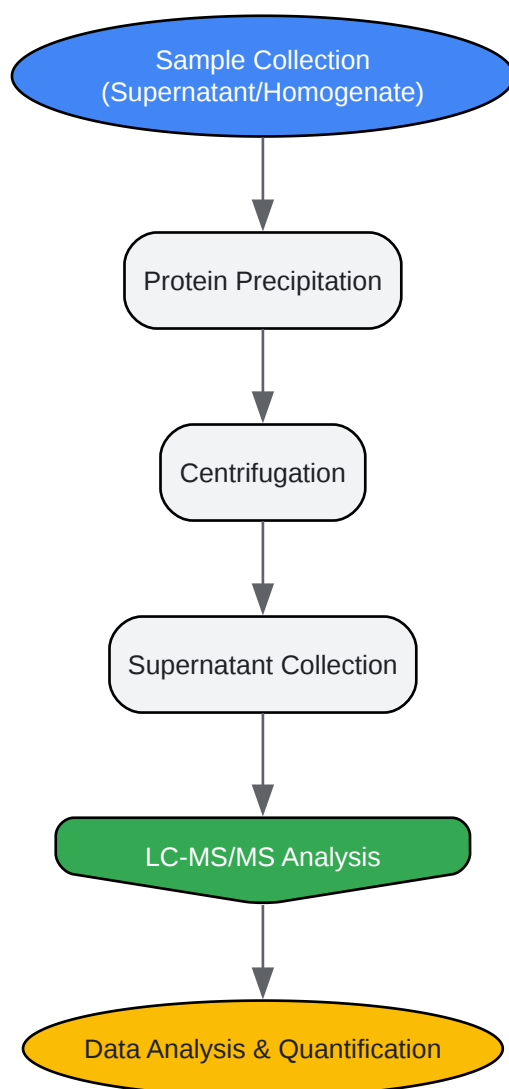 Sample Collection
(Supernatant/Homogenate)
Protein Precipitation
Centrifugation
Supernatant Collection
LC-MS/MS Analysis
Data Analysis & Quantification